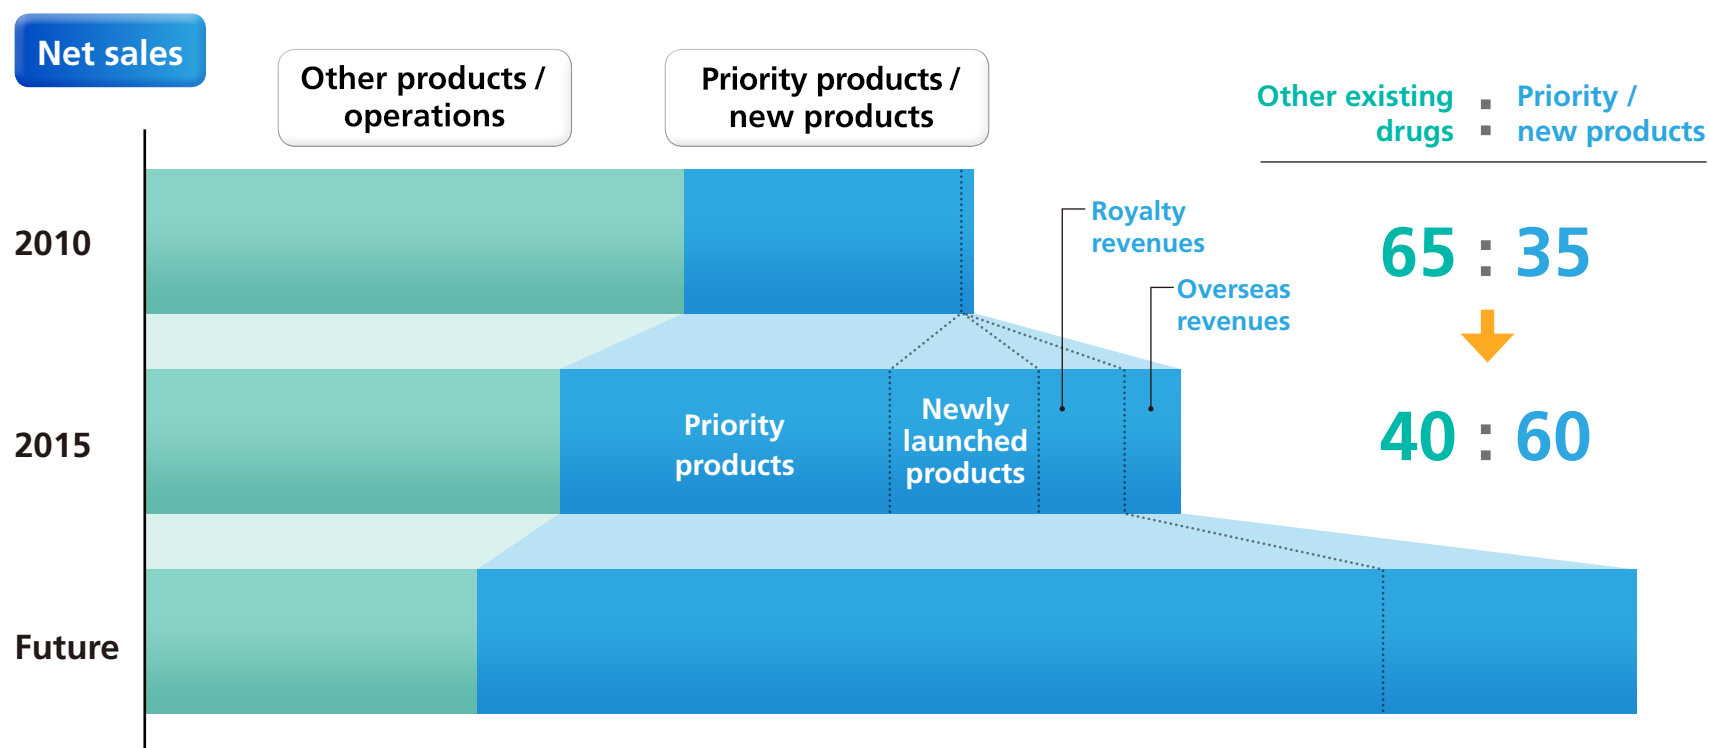 Net sales
Other products /
operations
Priority products /
new products
Other existing
drugs
:
Priority /
new products
2010
Royalty
revenues
Overseas
revenues
65 : 35
2015
Priority
products
Newly
launched
products
40 : 60
Future